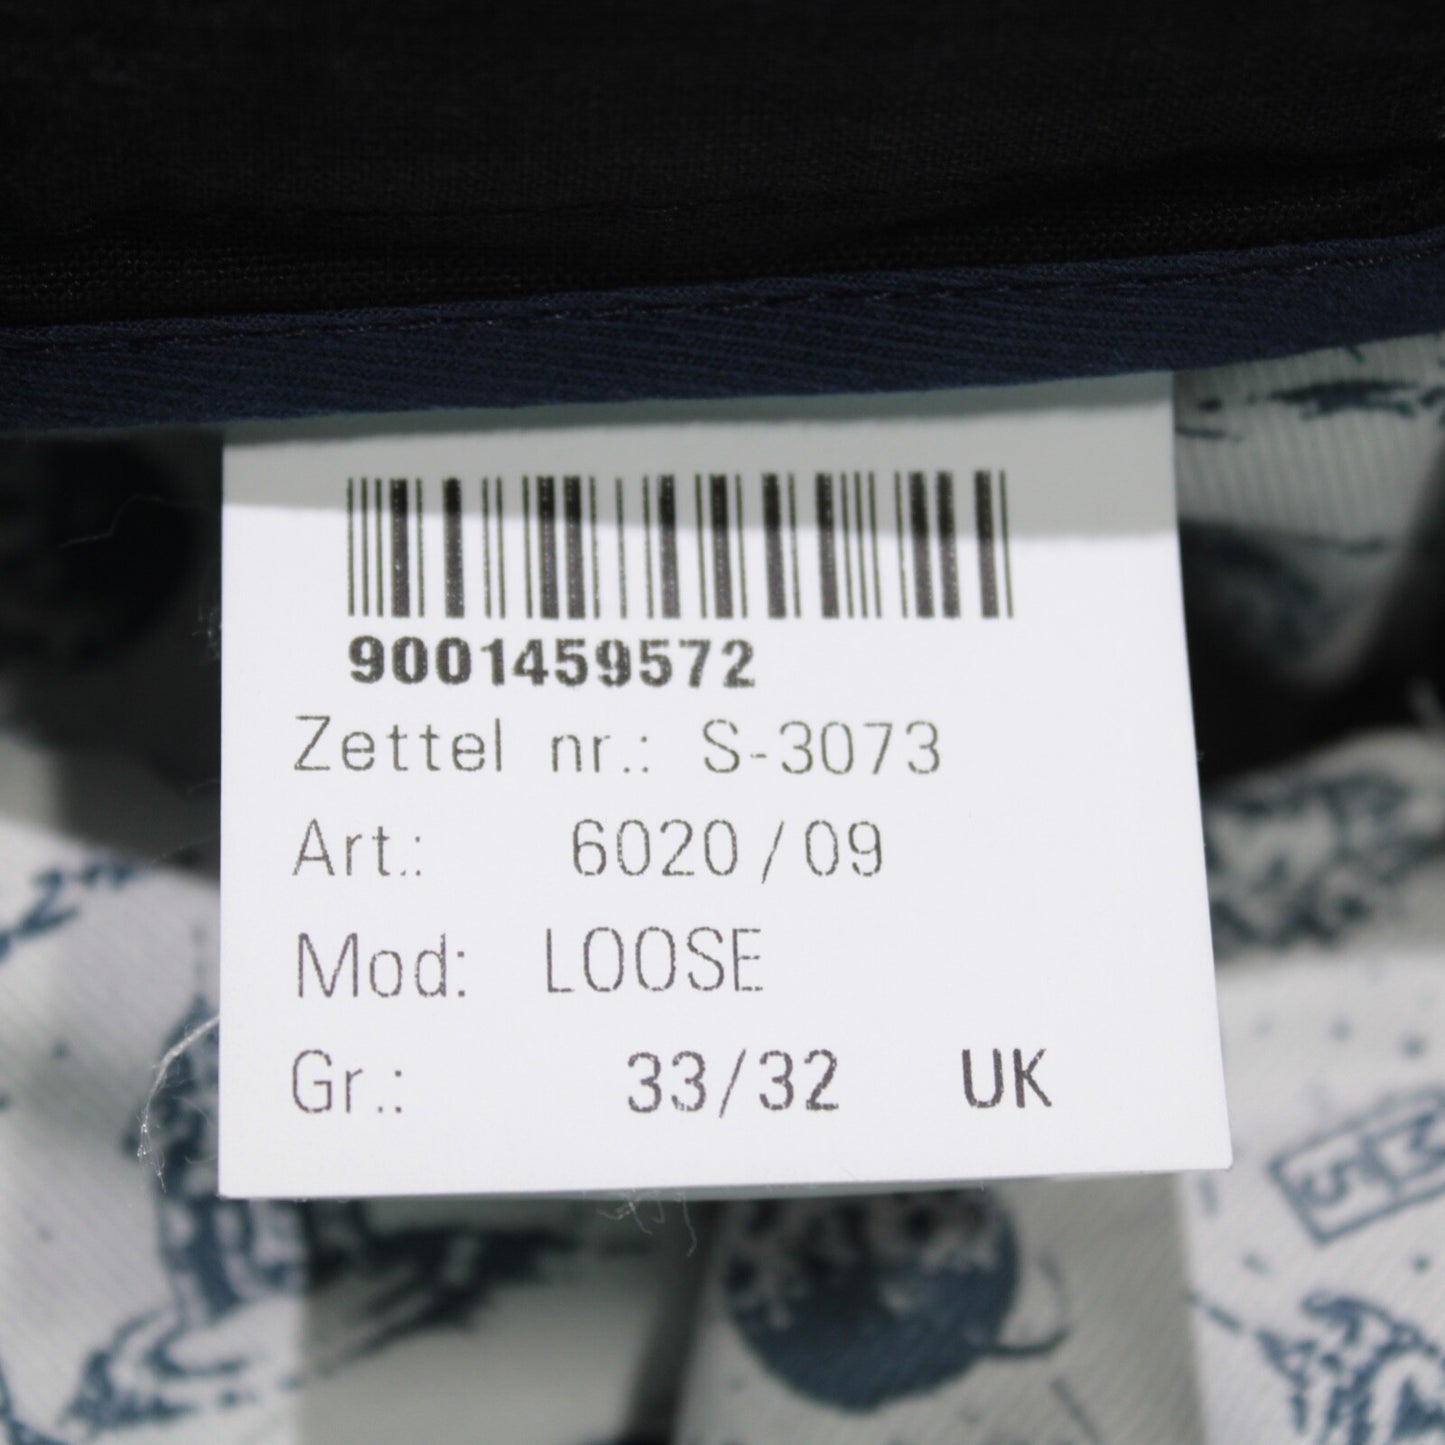 9001459572
Zettel nr.: S-3073
Art.: 6020/09
Mod: LOOSE
Gr.: 33/32 UK